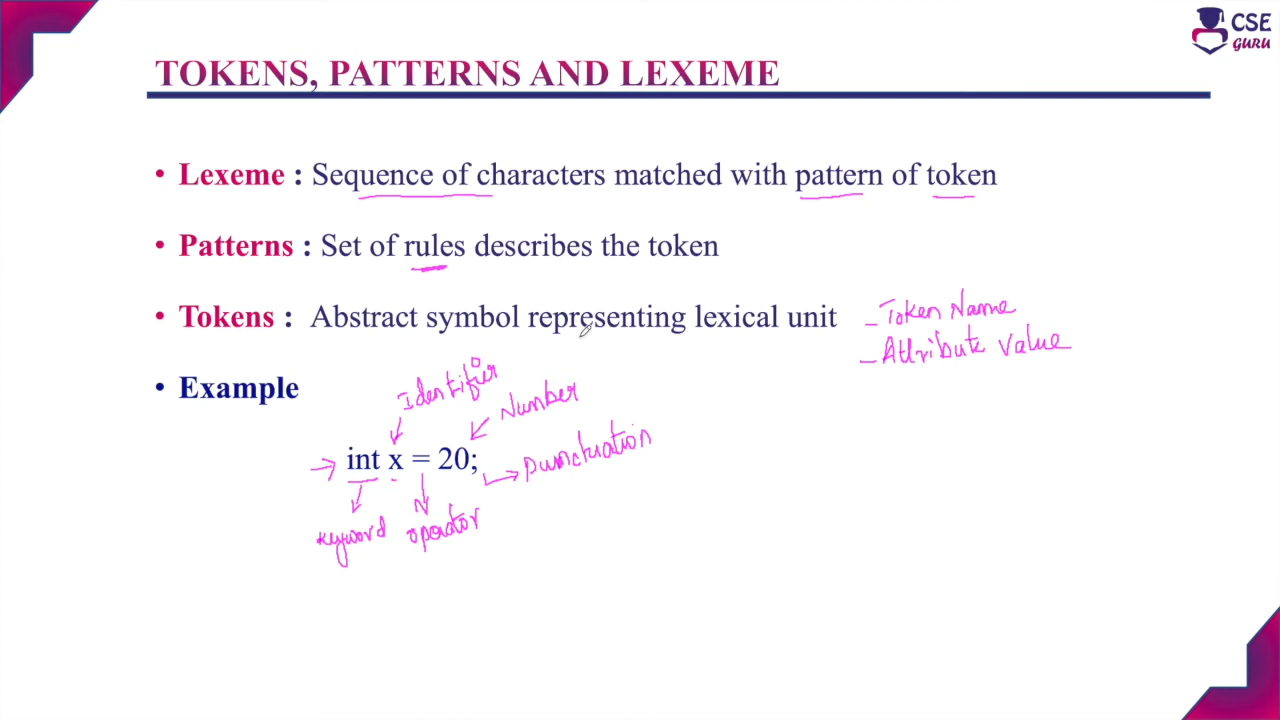 CSE
GURU
TOKENS, PATTERNS AND LEXEME
• Lexeme : Sequence of characters matched with pattern of token
• Patterns : Set of rules describes the token
• Tokens : Abstract symbol representing lexical unit
- Token Name
- Attribute Value
• Example
Identifier
Number
int x = 20;
Punctuation
keyword
operator